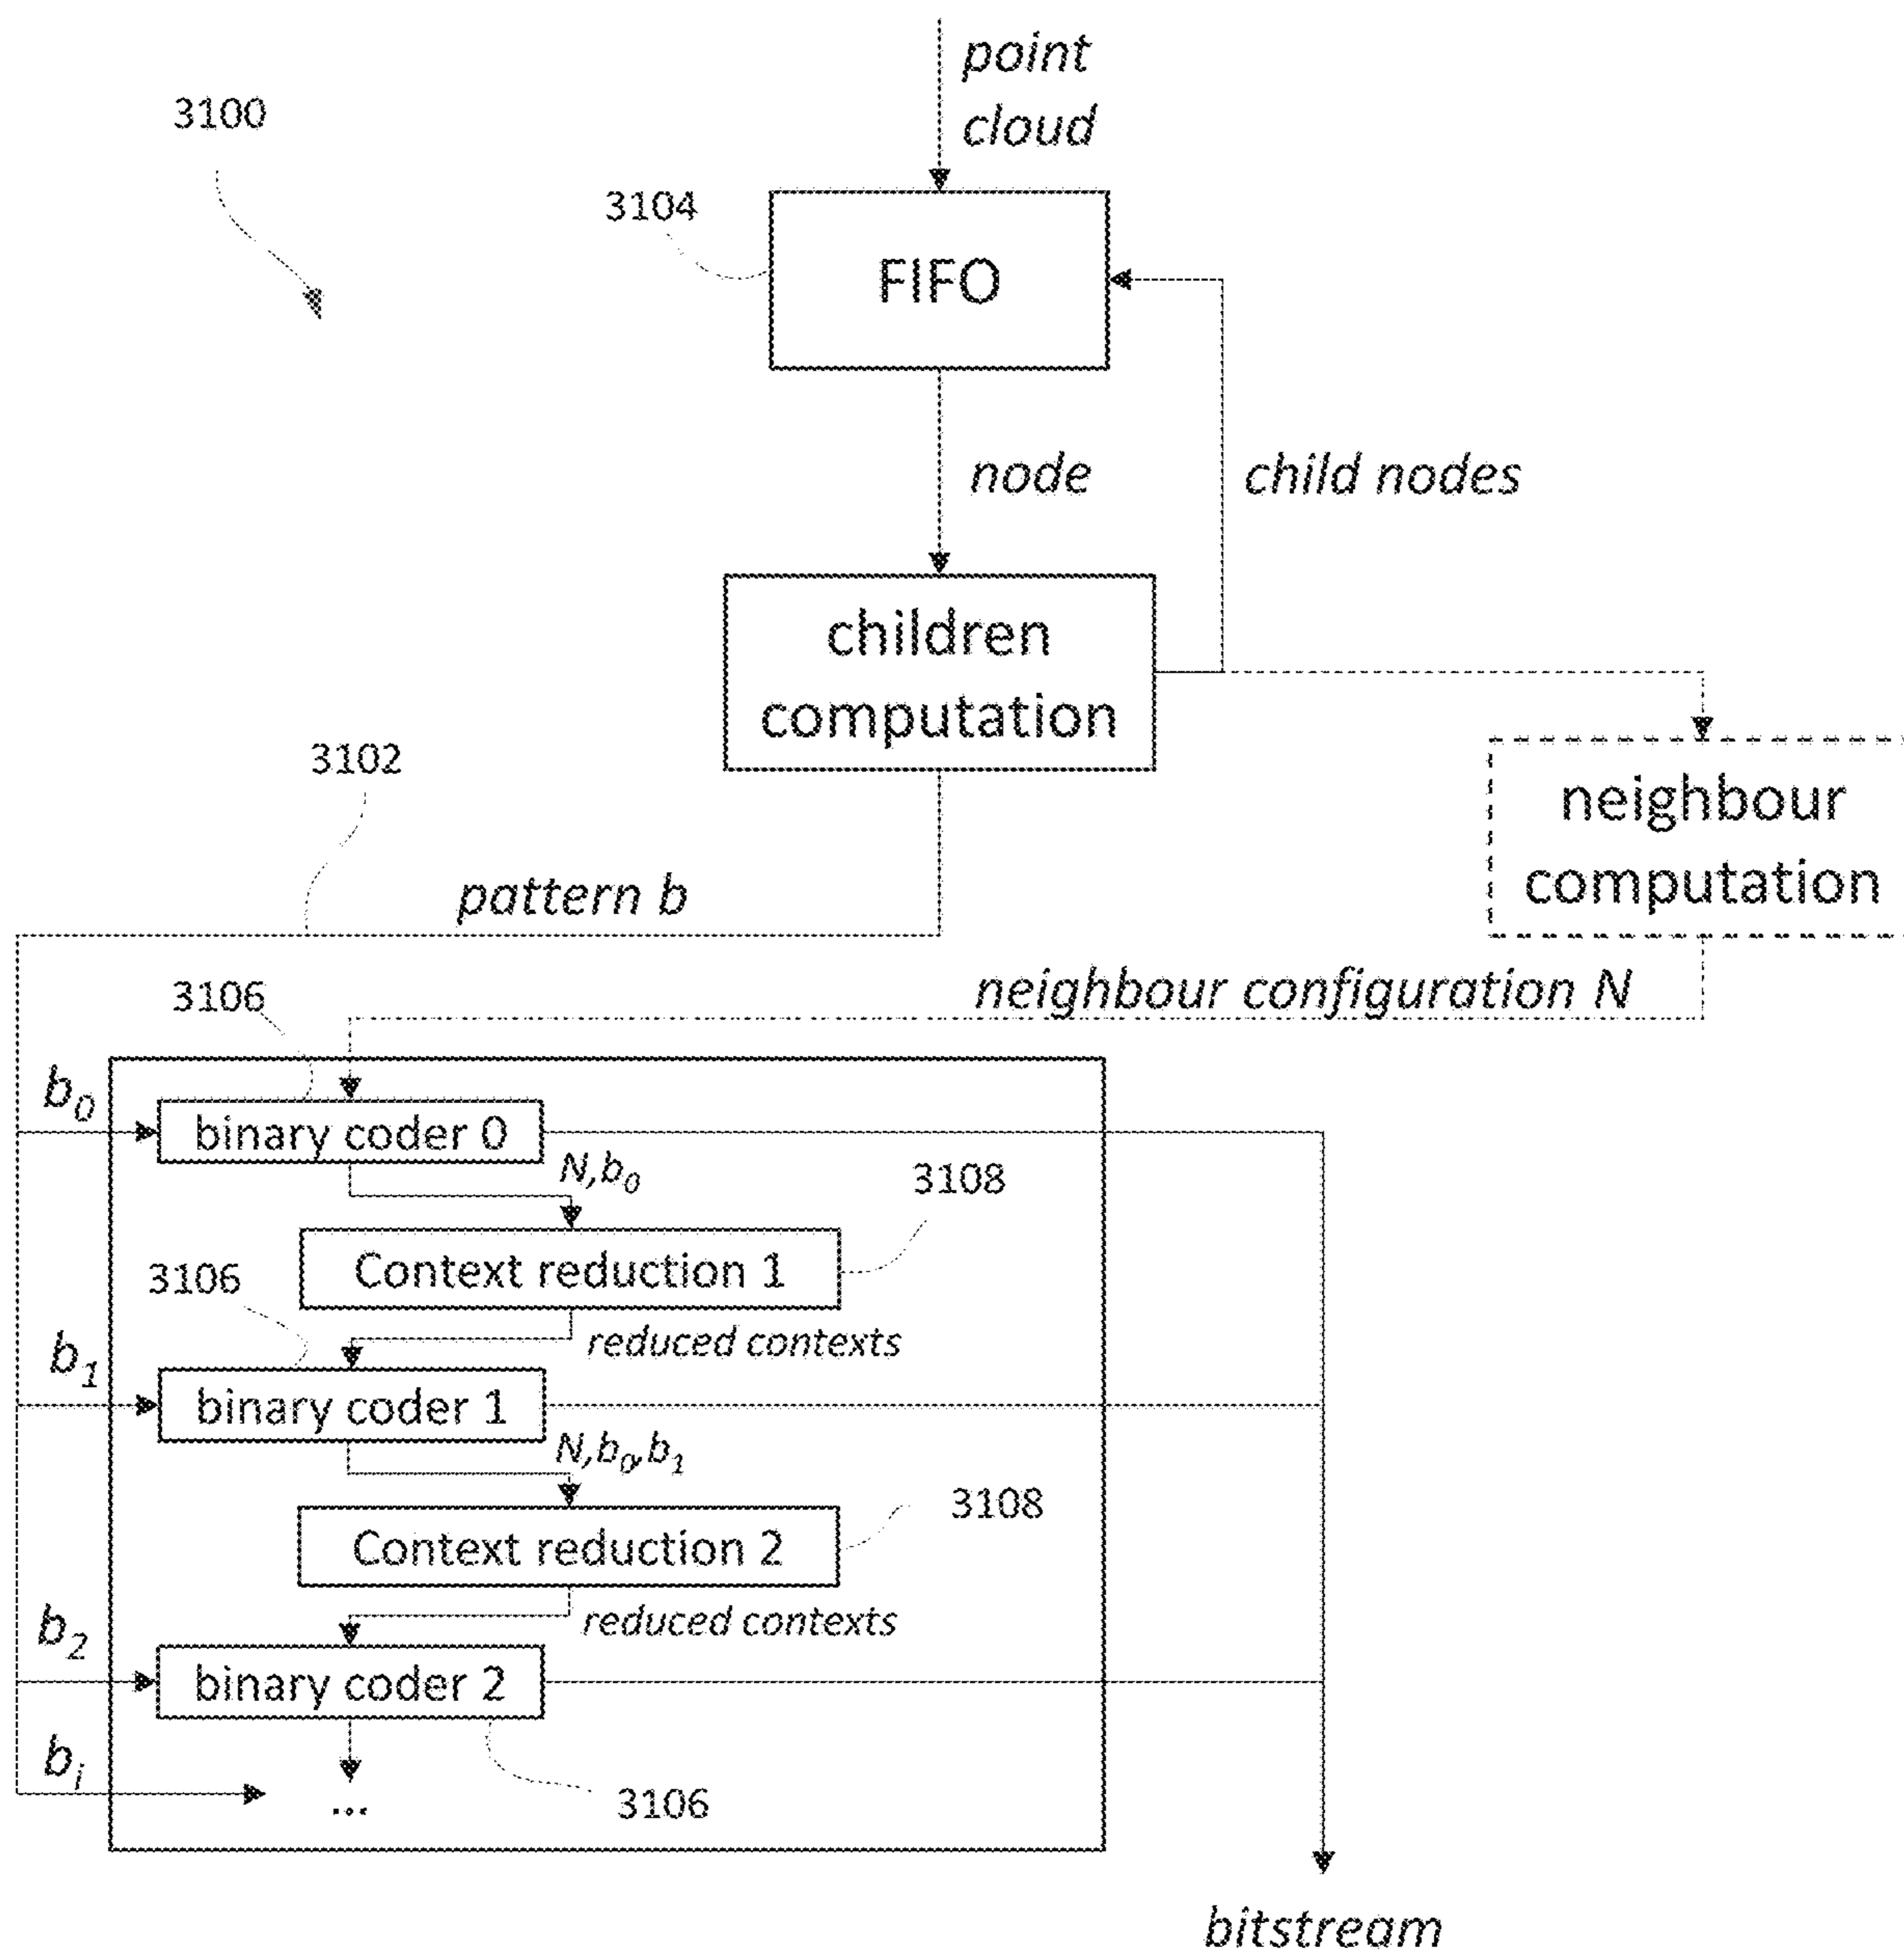 point
cloud
3100
3104
FIFO
node
child nodes
children
computation
3102
neighbour
computation
pattern b
3106
neighbour configuration N
b0
binary coder 0
N,b0
3108
Context reduction 1
3106
reduced contexts
b1
binary coder 1
N,b0,b1
3108
Context reduction 2
reduced contexts
b2
binary coder 2
bi
...
3106
bitstream